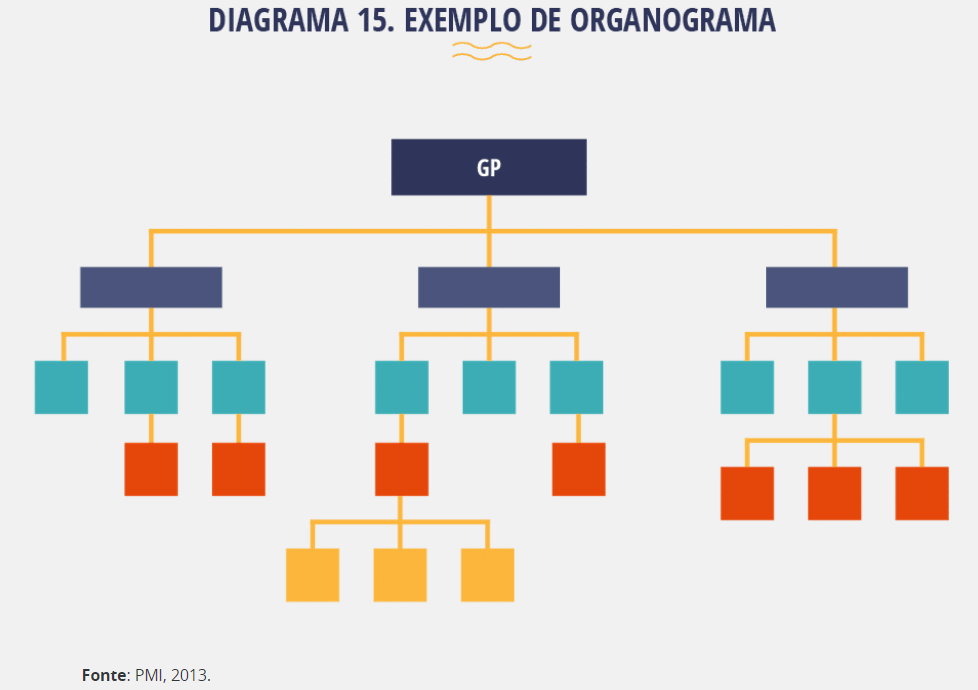 DIAGRAMA 15. EXEMPLO DE ORGANOGRAMA
GP
Fonte: PMI, 2013.